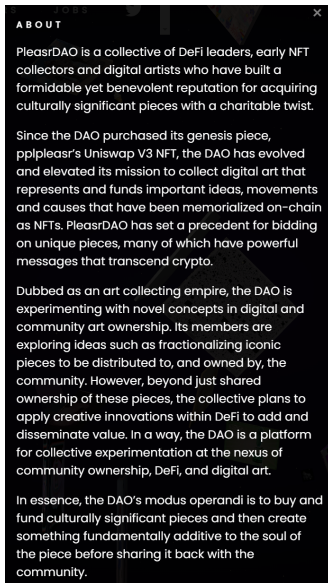 JOBS
ABOUT
PleasrDAO is a collective of DeFi leaders, early NFT
collectors and digital artists who have built a
formidable yet benevolent reputation for acquiring
culturally significant pieces with a charitable twist.
Since the DAO purchased its genesis piece,
pplpleasr’s Uniswap V3 NFT, the DAO has evolved
and elevated its mission to collect digital art that
represents and funds important ideas, movements
and causes that have been memorialized on-chain
as NFTs. PleasrDAO has set a precedent for bidding
on unique pieces, many of which have powerful
messages that transcend crypto.
Dubbed as an art collecting empire, the DAO is
experimenting with novel concepts in digital and
community art ownership. Its members are
exploring ideas such as fractionalizing iconic
pieces to be distributed to, and owned by, the
community. However, beyond just shared
ownership of these pieces, the collective plans to
apply creative innovations within DeFi to add and
disseminate value. In a way, the DAO is a platform
for collective experimentation at the nexus of
community ownership, DeFi, and digital art.
In essence, the DAO’s modus operandi is to buy and
fund culturally significant pieces and then create
something fundamentally additive to the soul of
the piece before sharing it back with the
community.